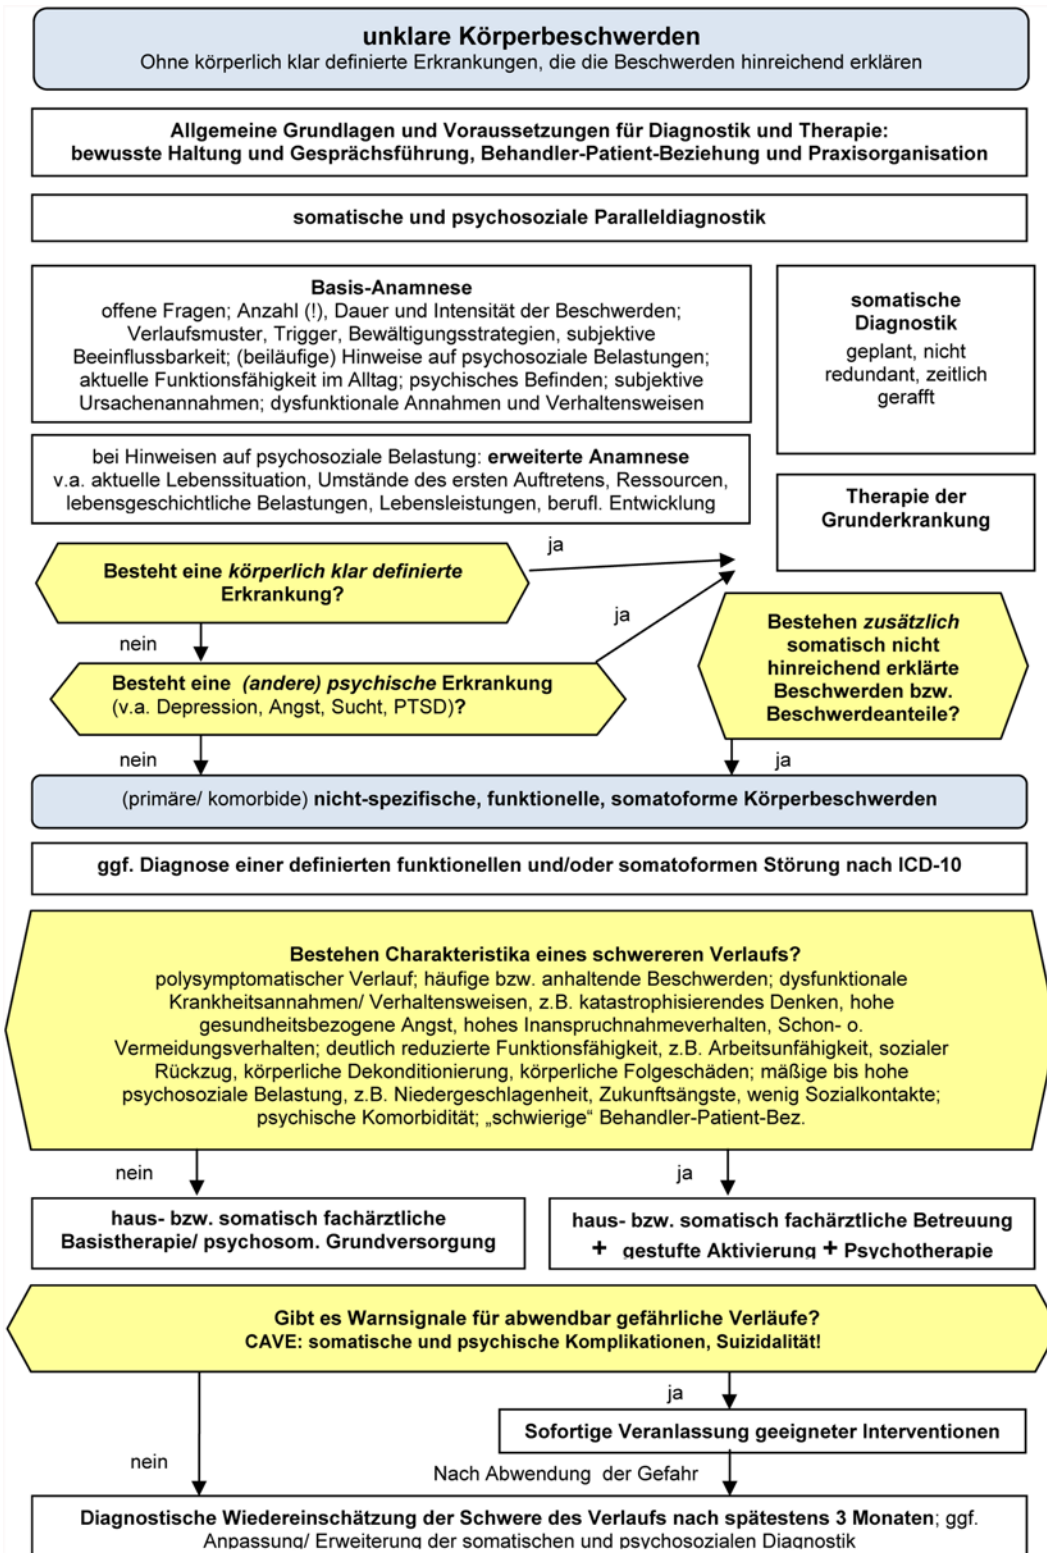 unklare Körperbeschwerden
Ohne körperlich klar definierte Erkrankungen, die die Beschwerden hinreichend erklären
Allgemeine Grundlagen und Voraussetzungen für Diagnostik und Therapie:
bewusste Haltung und Gesprächsführung, Behandler-Patient-Beziehung und Praxisorganisation
somatische und psychosoziale Paralleldiagnostik
Basis-Anamnese
offene Fragen; Anzahl (!), Dauer und Intensität der Beschwerden;
Verlaufsmuster, Trigger, Bewältigungsstrategien, subjektive
Beeinflussbarkeit; (beiläufige) Hinweise auf psychosoziale Belastungen;
aktuelle Funktionsfähigkeit im Alltag; psychisches Befinden; subjektive
Ursachenannahmen; dysfunktionale Annahmen und Verhaltensweisen
somatische
Diagnostik
geplant, nicht
redundant, zeitlich
gerafft
bei Hinweisen auf psychosoziale Belastung: erweiterte Anamnese
v.a. aktuelle Lebenssituation, Umstände des ersten Auftretens, Ressourcen,
lebensgeschichtliche Belastungen, Lebensleistungen, berufl. Entwicklung
Therapie der
Grunderkrankung
Besteht eine körperlich klar definierte
Erkrankung?
ja
nein
ja
Besteht eine (andere) psychische Erkrankung
(v.a. Depression, Angst, Sucht, PTSD)?
Bestehen zusätzlich
somatisch nicht
hinreichend erklärte
Beschwerden bzw.
Beschwerdeanteile?
nein
ja
(primäre/ komorbide) nicht-spezifische, funktionelle, somatoforme Körperbeschwerden
ggf. Diagnose einer definierten funktionellen und/oder somatoformen Störung nach ICD-10
Bestehen Charakteristika eines schwereren Verlaufs?
polysymptomatischer Verlauf; häufige bzw. anhaltende Beschwerden; dysfunktionale
Krankheitsannahmen/ Verhaltensweisen, z.B. katastrophisierendes Denken, hohe
gesundheitsbezogene Angst, hohes Inanspruchnahmeverhalten, Schon- o.
Vermeidungsverhalten; deutlich reduzierte Funktionsfähigkeit, z.B. Arbeitsunfähigkeit, sozialer
Rückzug, körperliche Dekonditionierung, körperliche Folgeschäden; mäßige bis hohe
psychosoziale Belastung, z.B. Niedergeschlagenheit, Zukunftsängste, wenig Sozialkontakte;
psychische Komorbidität; „schwierige“ Behandler-Patient-Bez.
nein
ja
haus- bzw. somatisch fachärztliche
Basistherapie/ psychosom. Grundversorgung
haus- bzw. somatisch fachärztliche Betreuung
+ gestufte Aktivierung + Psychotherapie
Gibt es Warnsignale für abwendbar gefährliche Verläufe?
CAVE: somatische und psychische Komplikationen, Suizidalität!
ja
Sofortige Veranlassung geeigneter Interventionen
nein
Nach Abwendung der Gefahr
Diagnostische Wiedereinschätzung der Schwere des Verlaufs nach spätestens 3 Monaten; ggf.
Anpassung/ Erweiterung der somatischen und psychosozialen Diagnostik